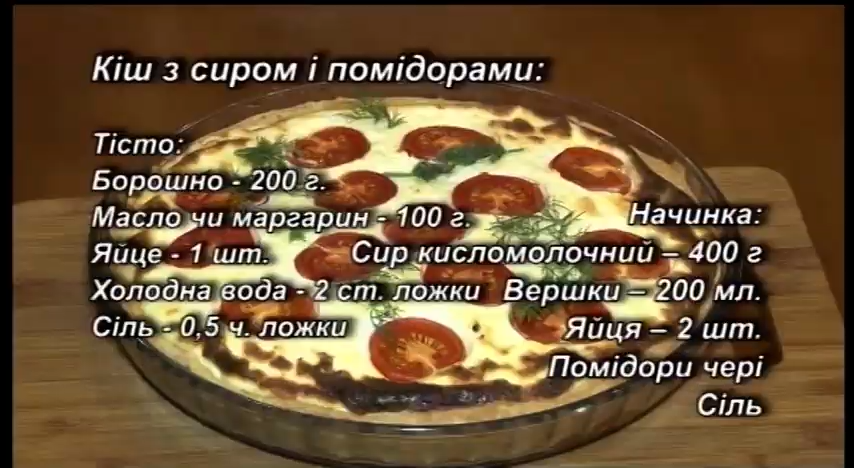 Кіш з сиром і помідорами:
Тісто:
Борошно - 200 г.
Масло чи маргарин - 100 г.
Яйце - 1 шт.
Холодна вода - 2 ст. ложки
Сіль - 0,5 ч. ложки
Начинка:
Сир кисломолочний – 400 г
Вершки – 200 мл.
Яйця – 2 шт.
Помідори чері
Сіль